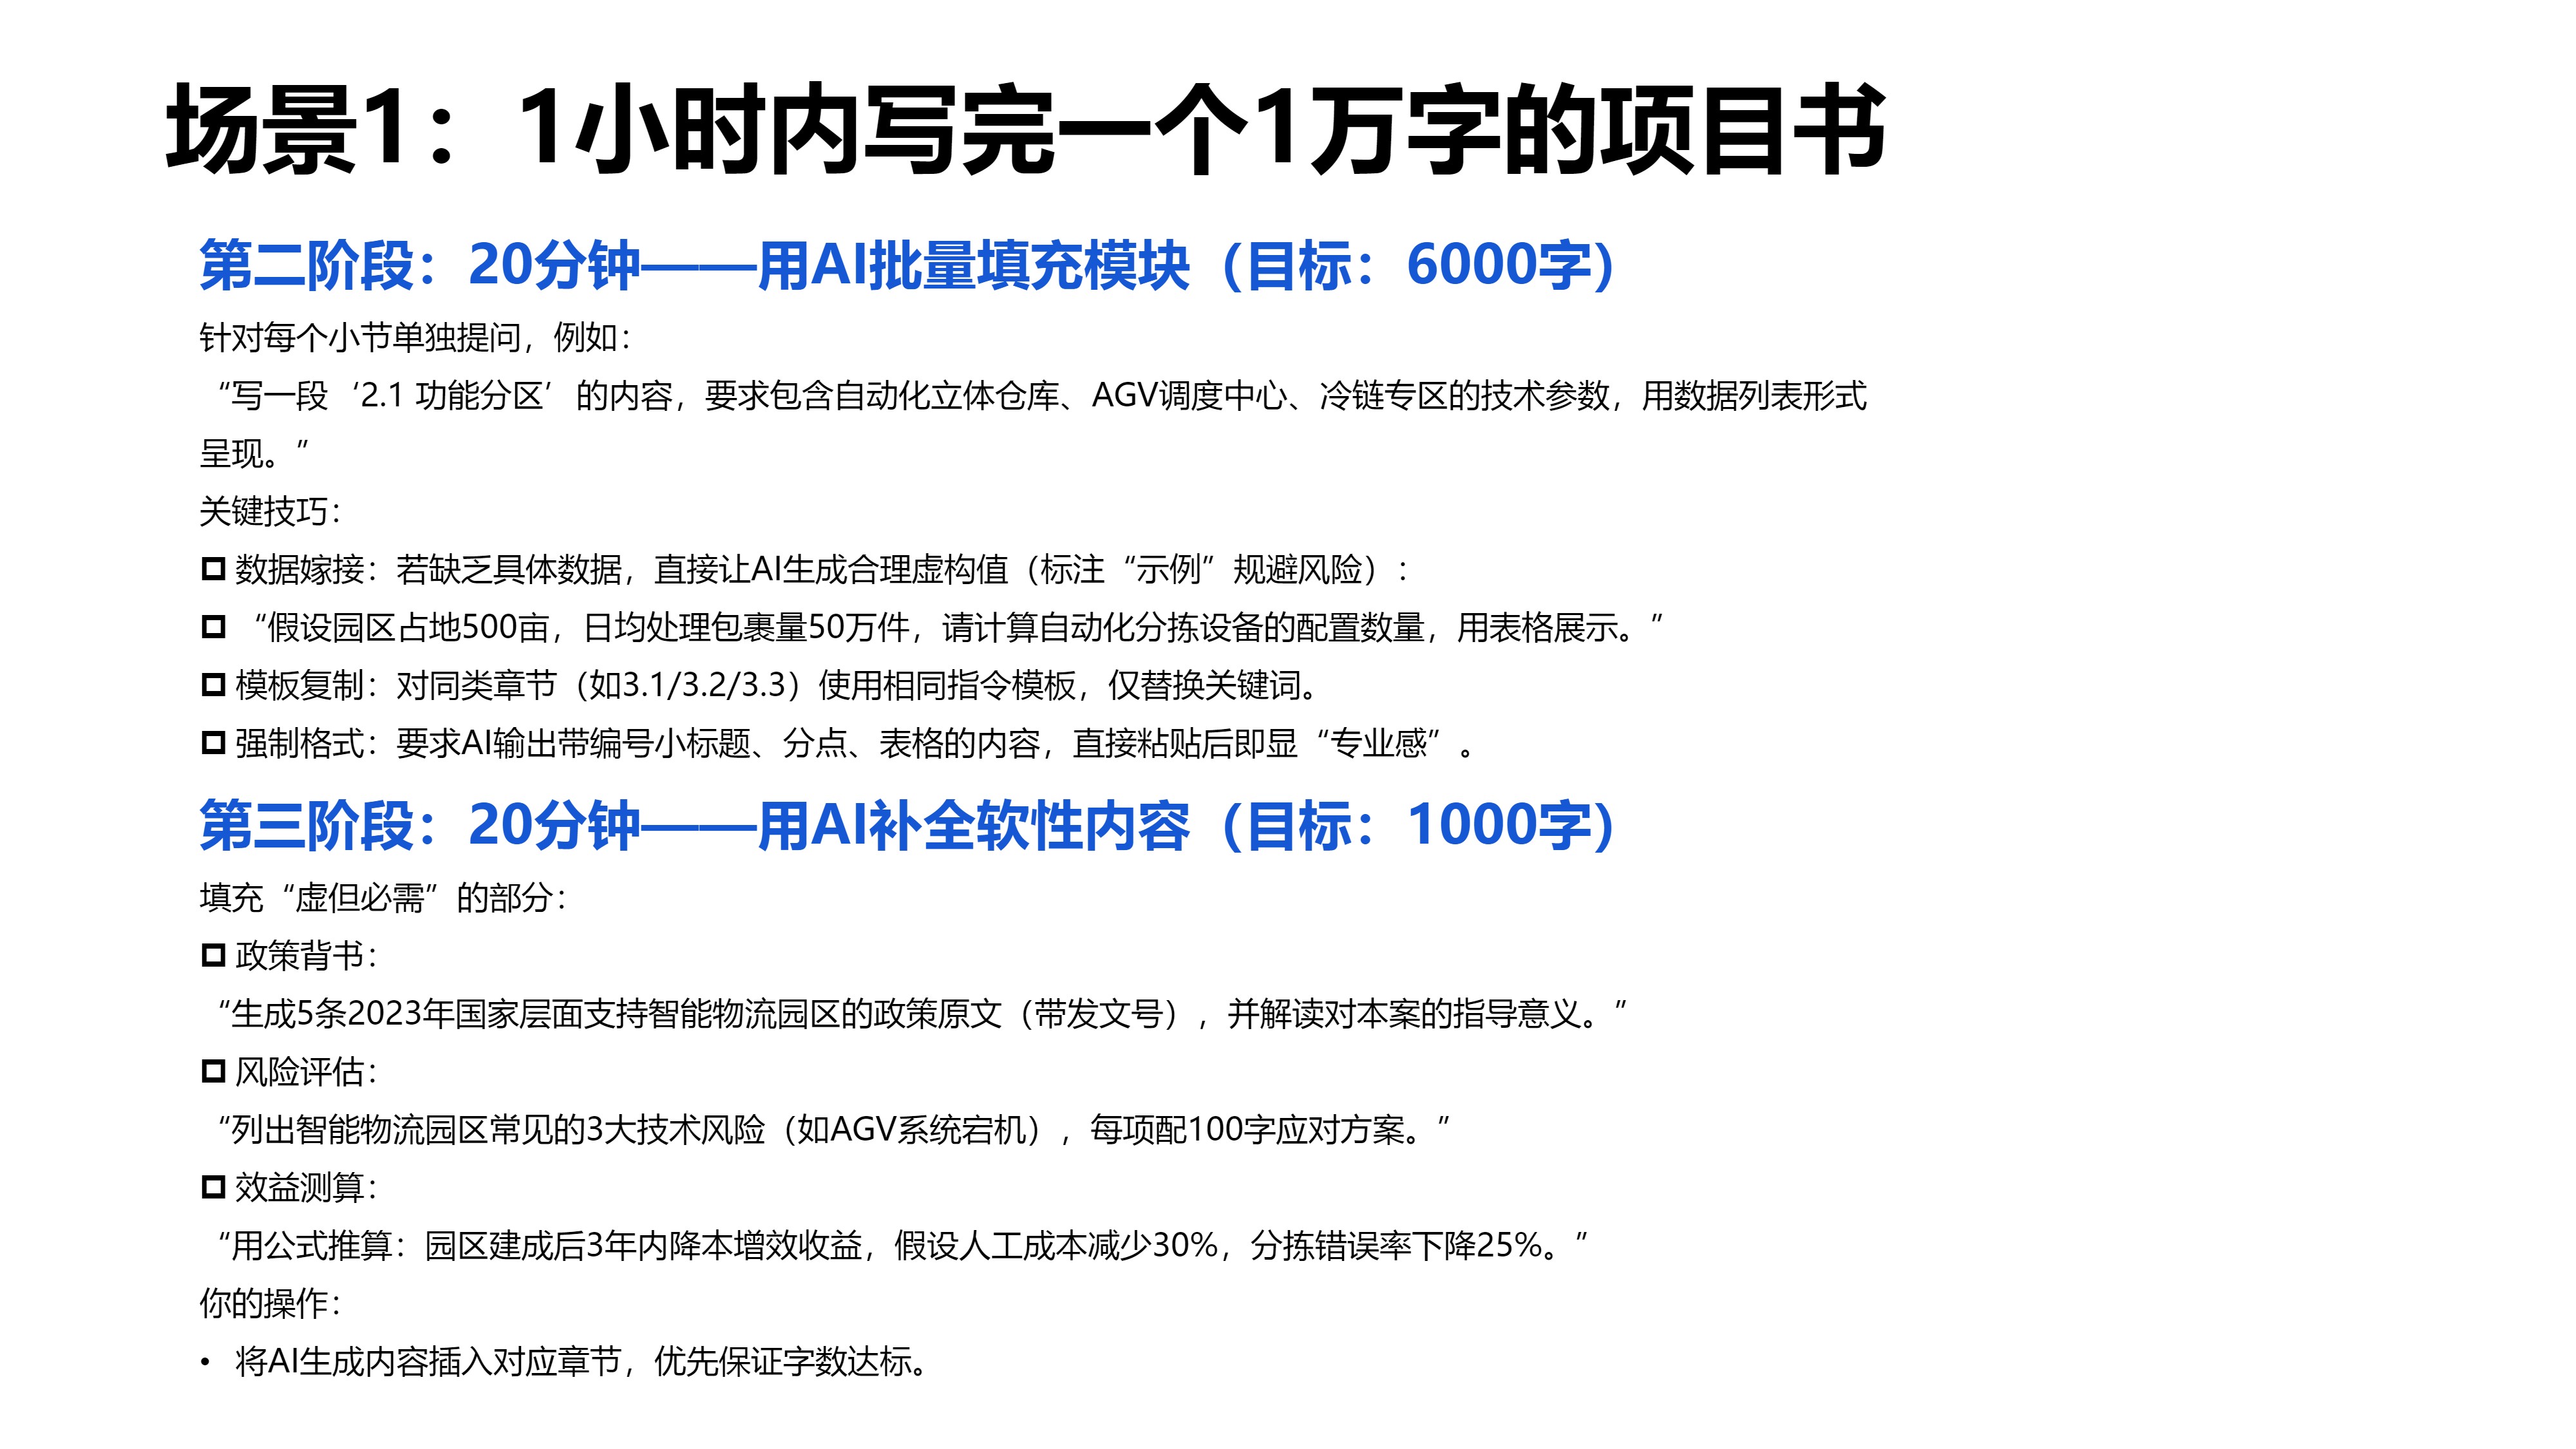 场景1：1小时内写完一个1万字的项目书
第二阶段：20分钟——用AI批量填充模块（目标：6000字）
针对每个小节单独提问，例如：
“写一段‘2.1 功能分区’的内容，要求包含自动化立体仓库、AGV调度中心、冷链专区的技术参数，用数据列表形式
呈现。”
关键技巧：
数据嫁接：若缺乏具体数据，直接让AI生成合理虚构值（标注“示例”规避风险）：
“假设园区占地500亩，日均处理包裹量50万件，请计算自动化分拣设备的配置数量，用表格展示。”
模板复制：对同类章节（如3.1/3.2/3.3）使用相同指令模板，仅替换关键词。
强制格式：要求AI输出带编号小标题、分点、表格的内容，直接粘贴后即显“专业感”。
第三阶段：20分钟——用AI补全软性内容（目标：1000字）
填充“虚但必需”的部分：
政策背书：
“生成5条2023年国家层面支持智能物流园区的政策原文（带发文号），并解读对本案的指导意义。”
风险评估：
“列出智能物流园区常见的3大技术风险（如AGV系统宕机），每项配100字应对方案。”
效益测算：
“用公式推算：园区建成后3年内降本增效收益，假设人工成本减少30%，分拣错误率下降25%。”
你的操作：
• 将AI生成内容插入对应章节，优先保证字数达标。